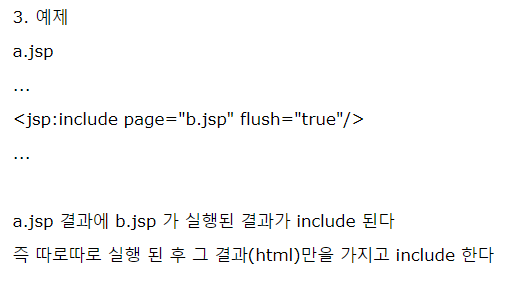 3. 예제
a.jsp
...
<jsp:include page="b.jsp" flush="true"/>
...
a.jsp 결과에 b.jsp 가 실행된 결과가 include 된다
즉 따로따로 실행 된 후 그 결과(html)만을 가지고 include 한다